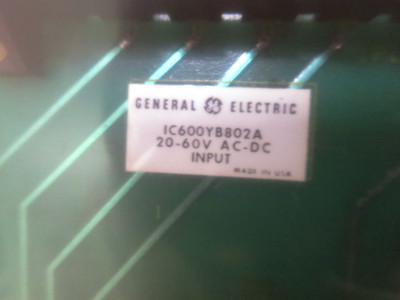 GENERAL ELECTRIC
IC600YB802A
20-60V AC-DC
INPUT
MADE IN USA